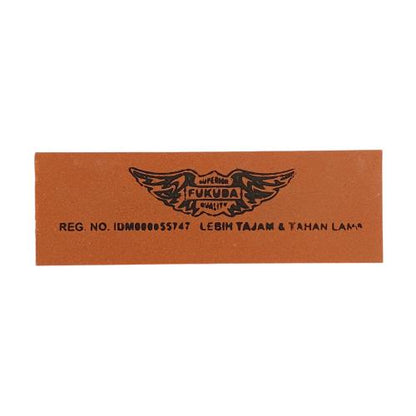 SUPERIOR
FUKUDA
QUALITY
REG. NO. IDM000055747 LEBIH TAJAM & TAHAN LAMA